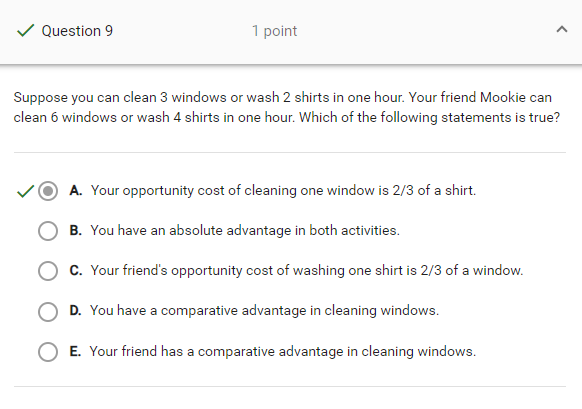 Question 9 1 point
Suppose you can clean 3 windows or wash 2 shirts in one hour. Your friend Mookie can
clean 6 windows or wash 4 shirts in one hour. Which of the following statements is true?
A. Your opportunity cost of cleaning one window is 2/3 of a shirt.
B. You have an absolute advantage in both activities.
C. Your friend's opportunity cost of washing one shirt is 2/3 of a window.
D. You have a comparative advantage in cleaning windows.
E. Your friend has a comparative advantage in cleaning windows.